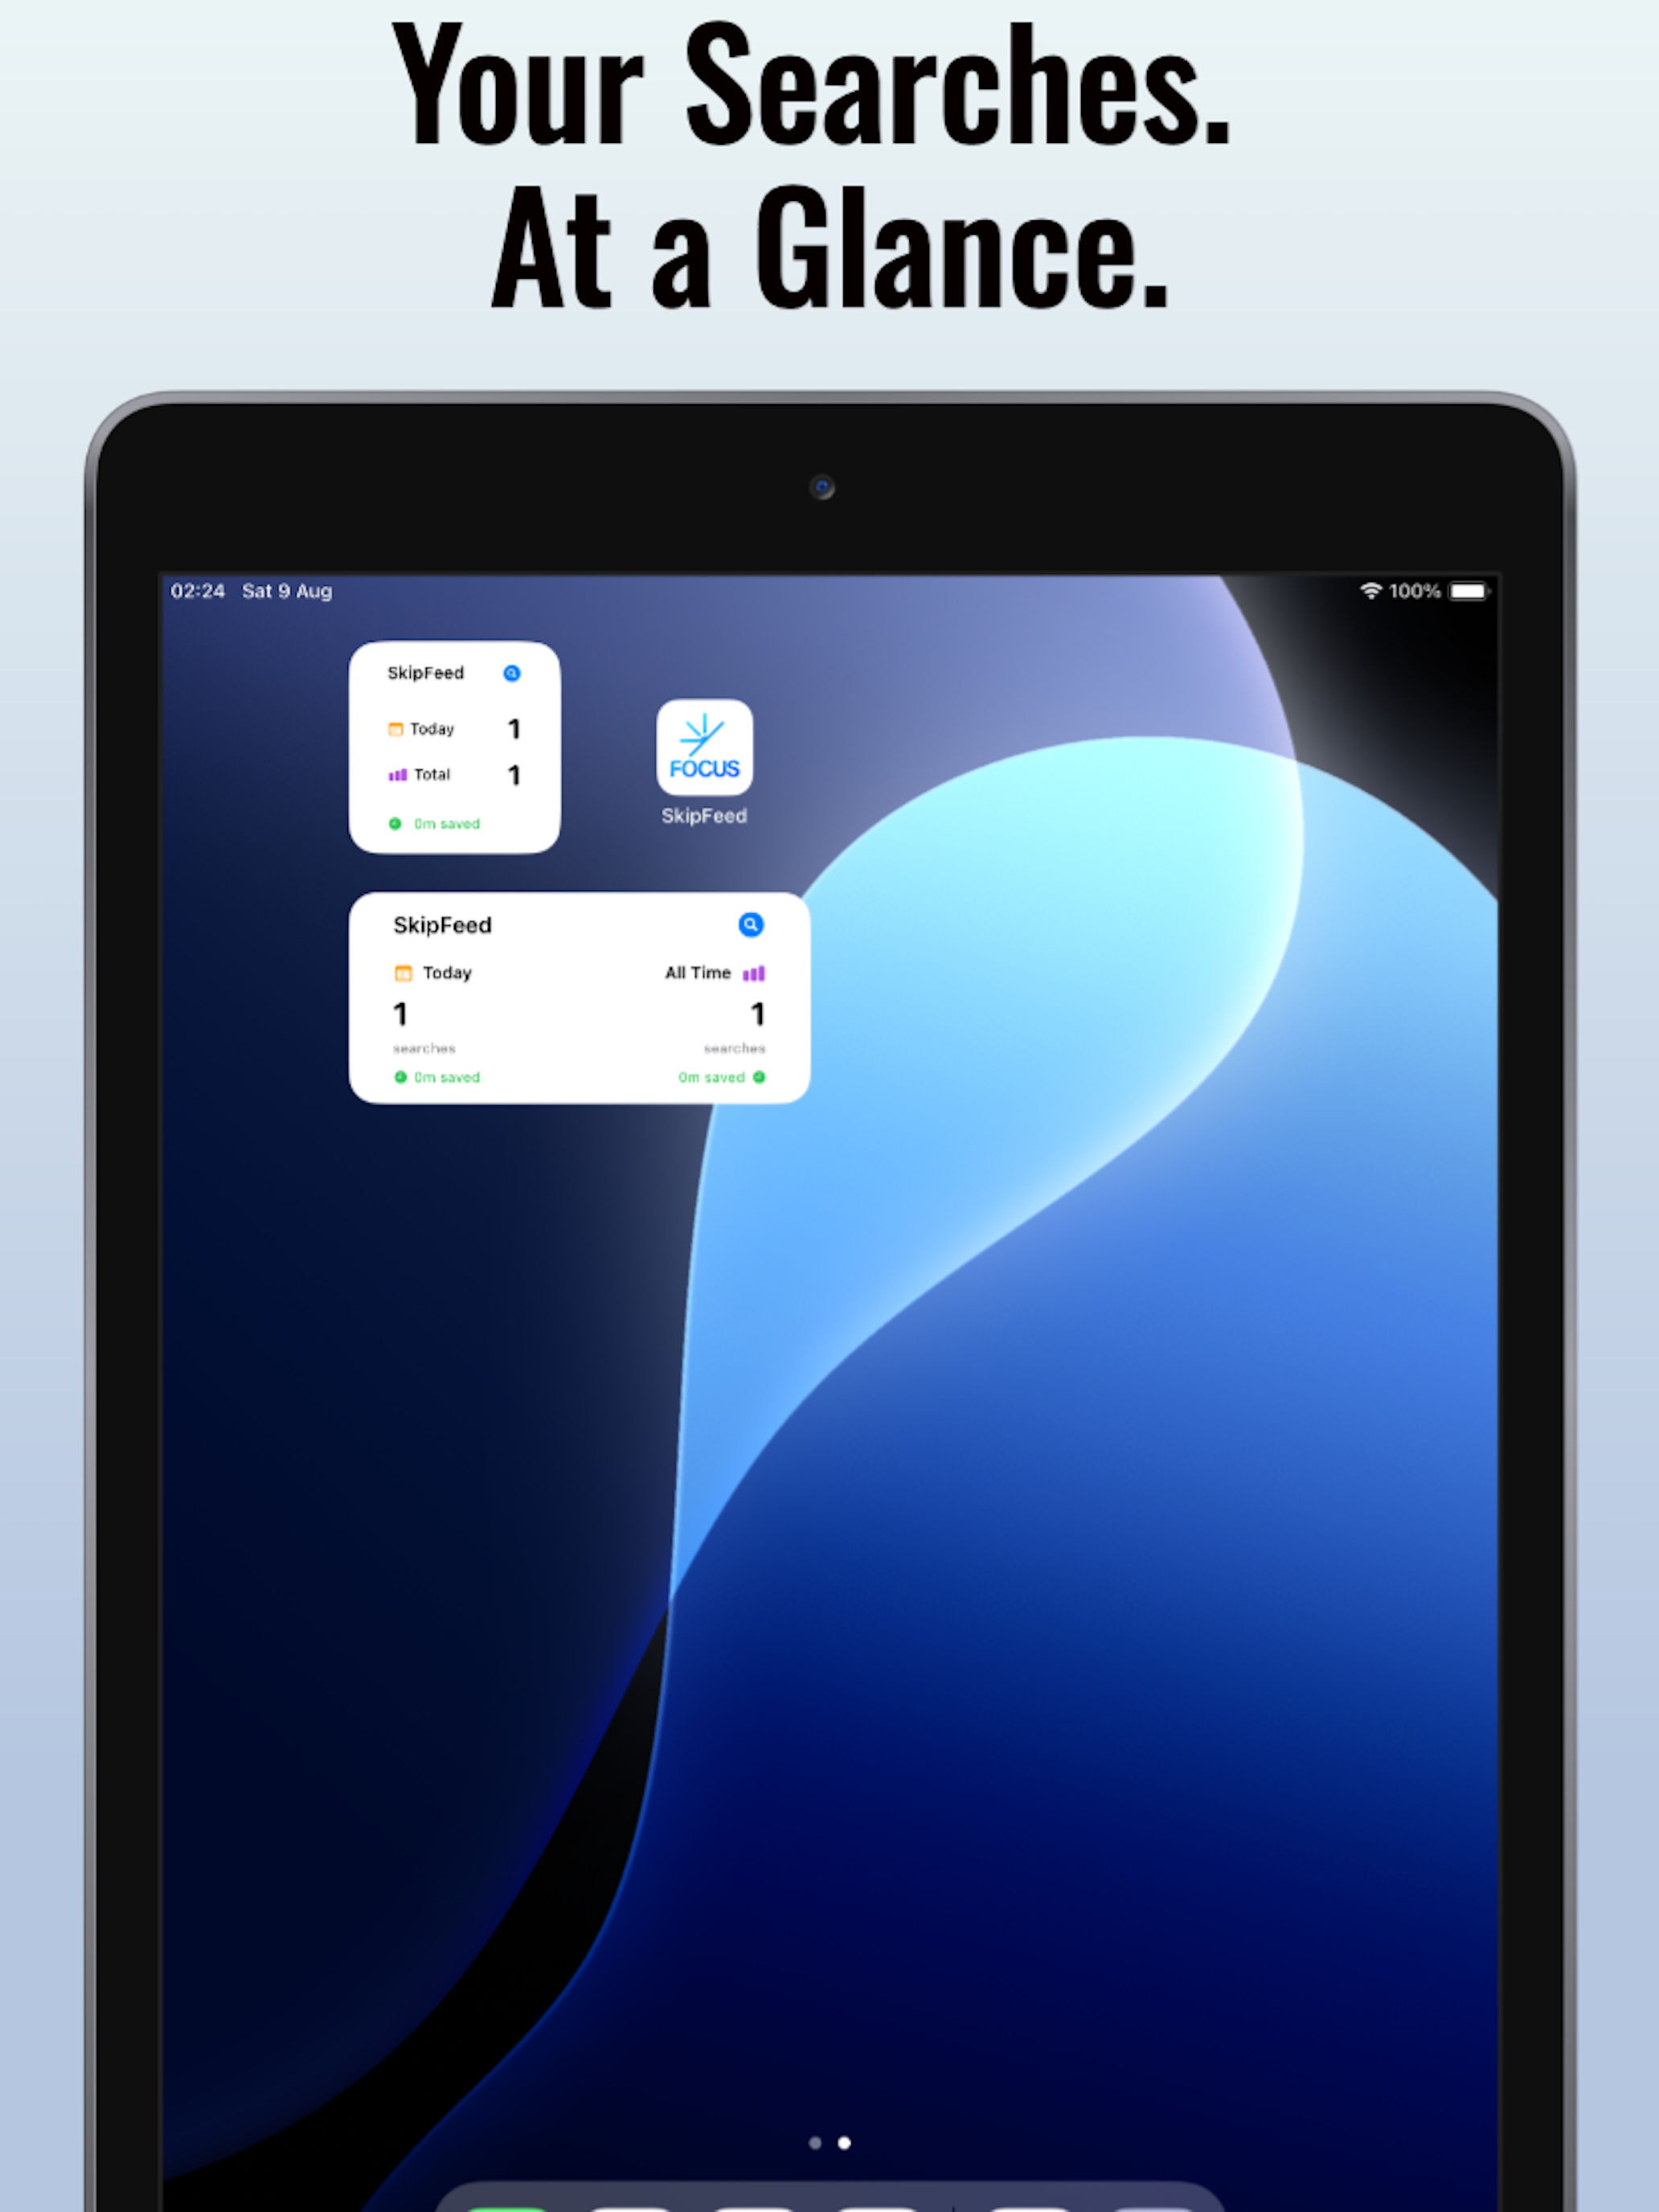 Your Searches.
At a Glance.
02:24 Sat 9 Aug
100%
SkipFeed
Today 1
Total 1
0m saved
FOCUS
SkipFeed
SkipFeed
Today All Time
1 1
searches searches
0m saved 0m saved